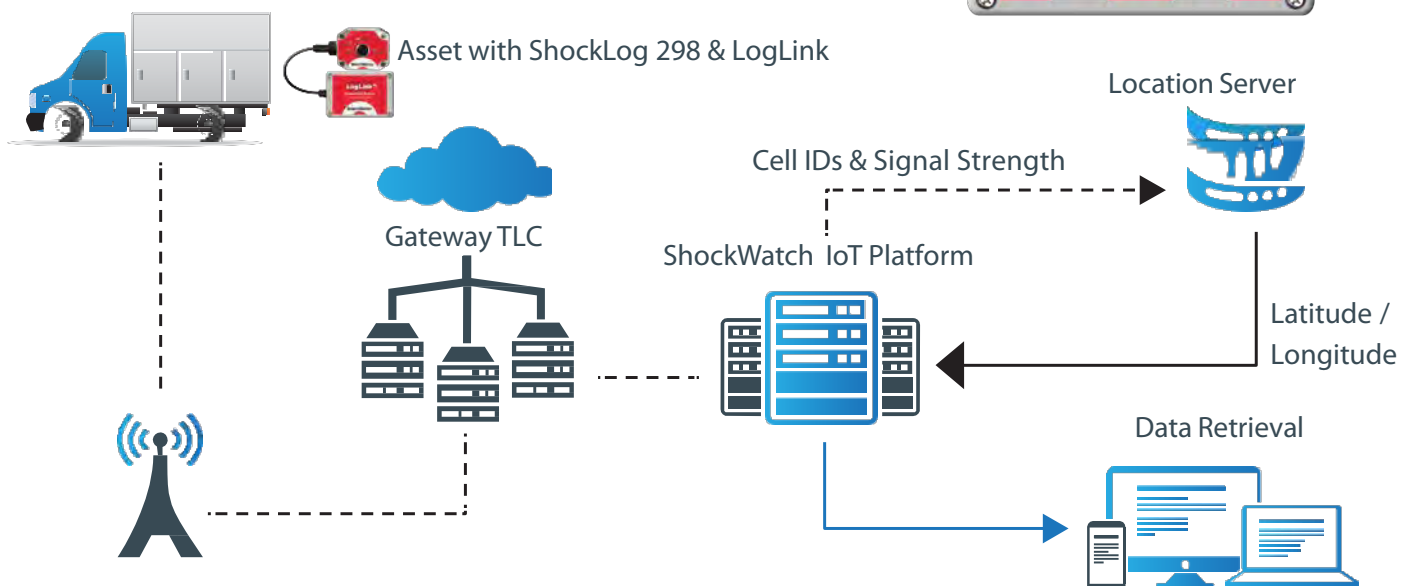 Asset with ShockLog 298 & LogLink
LogLink
Location Server
Cell IDs & Signal Strength
Gateway TLC
ShockWatch IoT Platform
Latitude /
Longitude
Data Retrieval